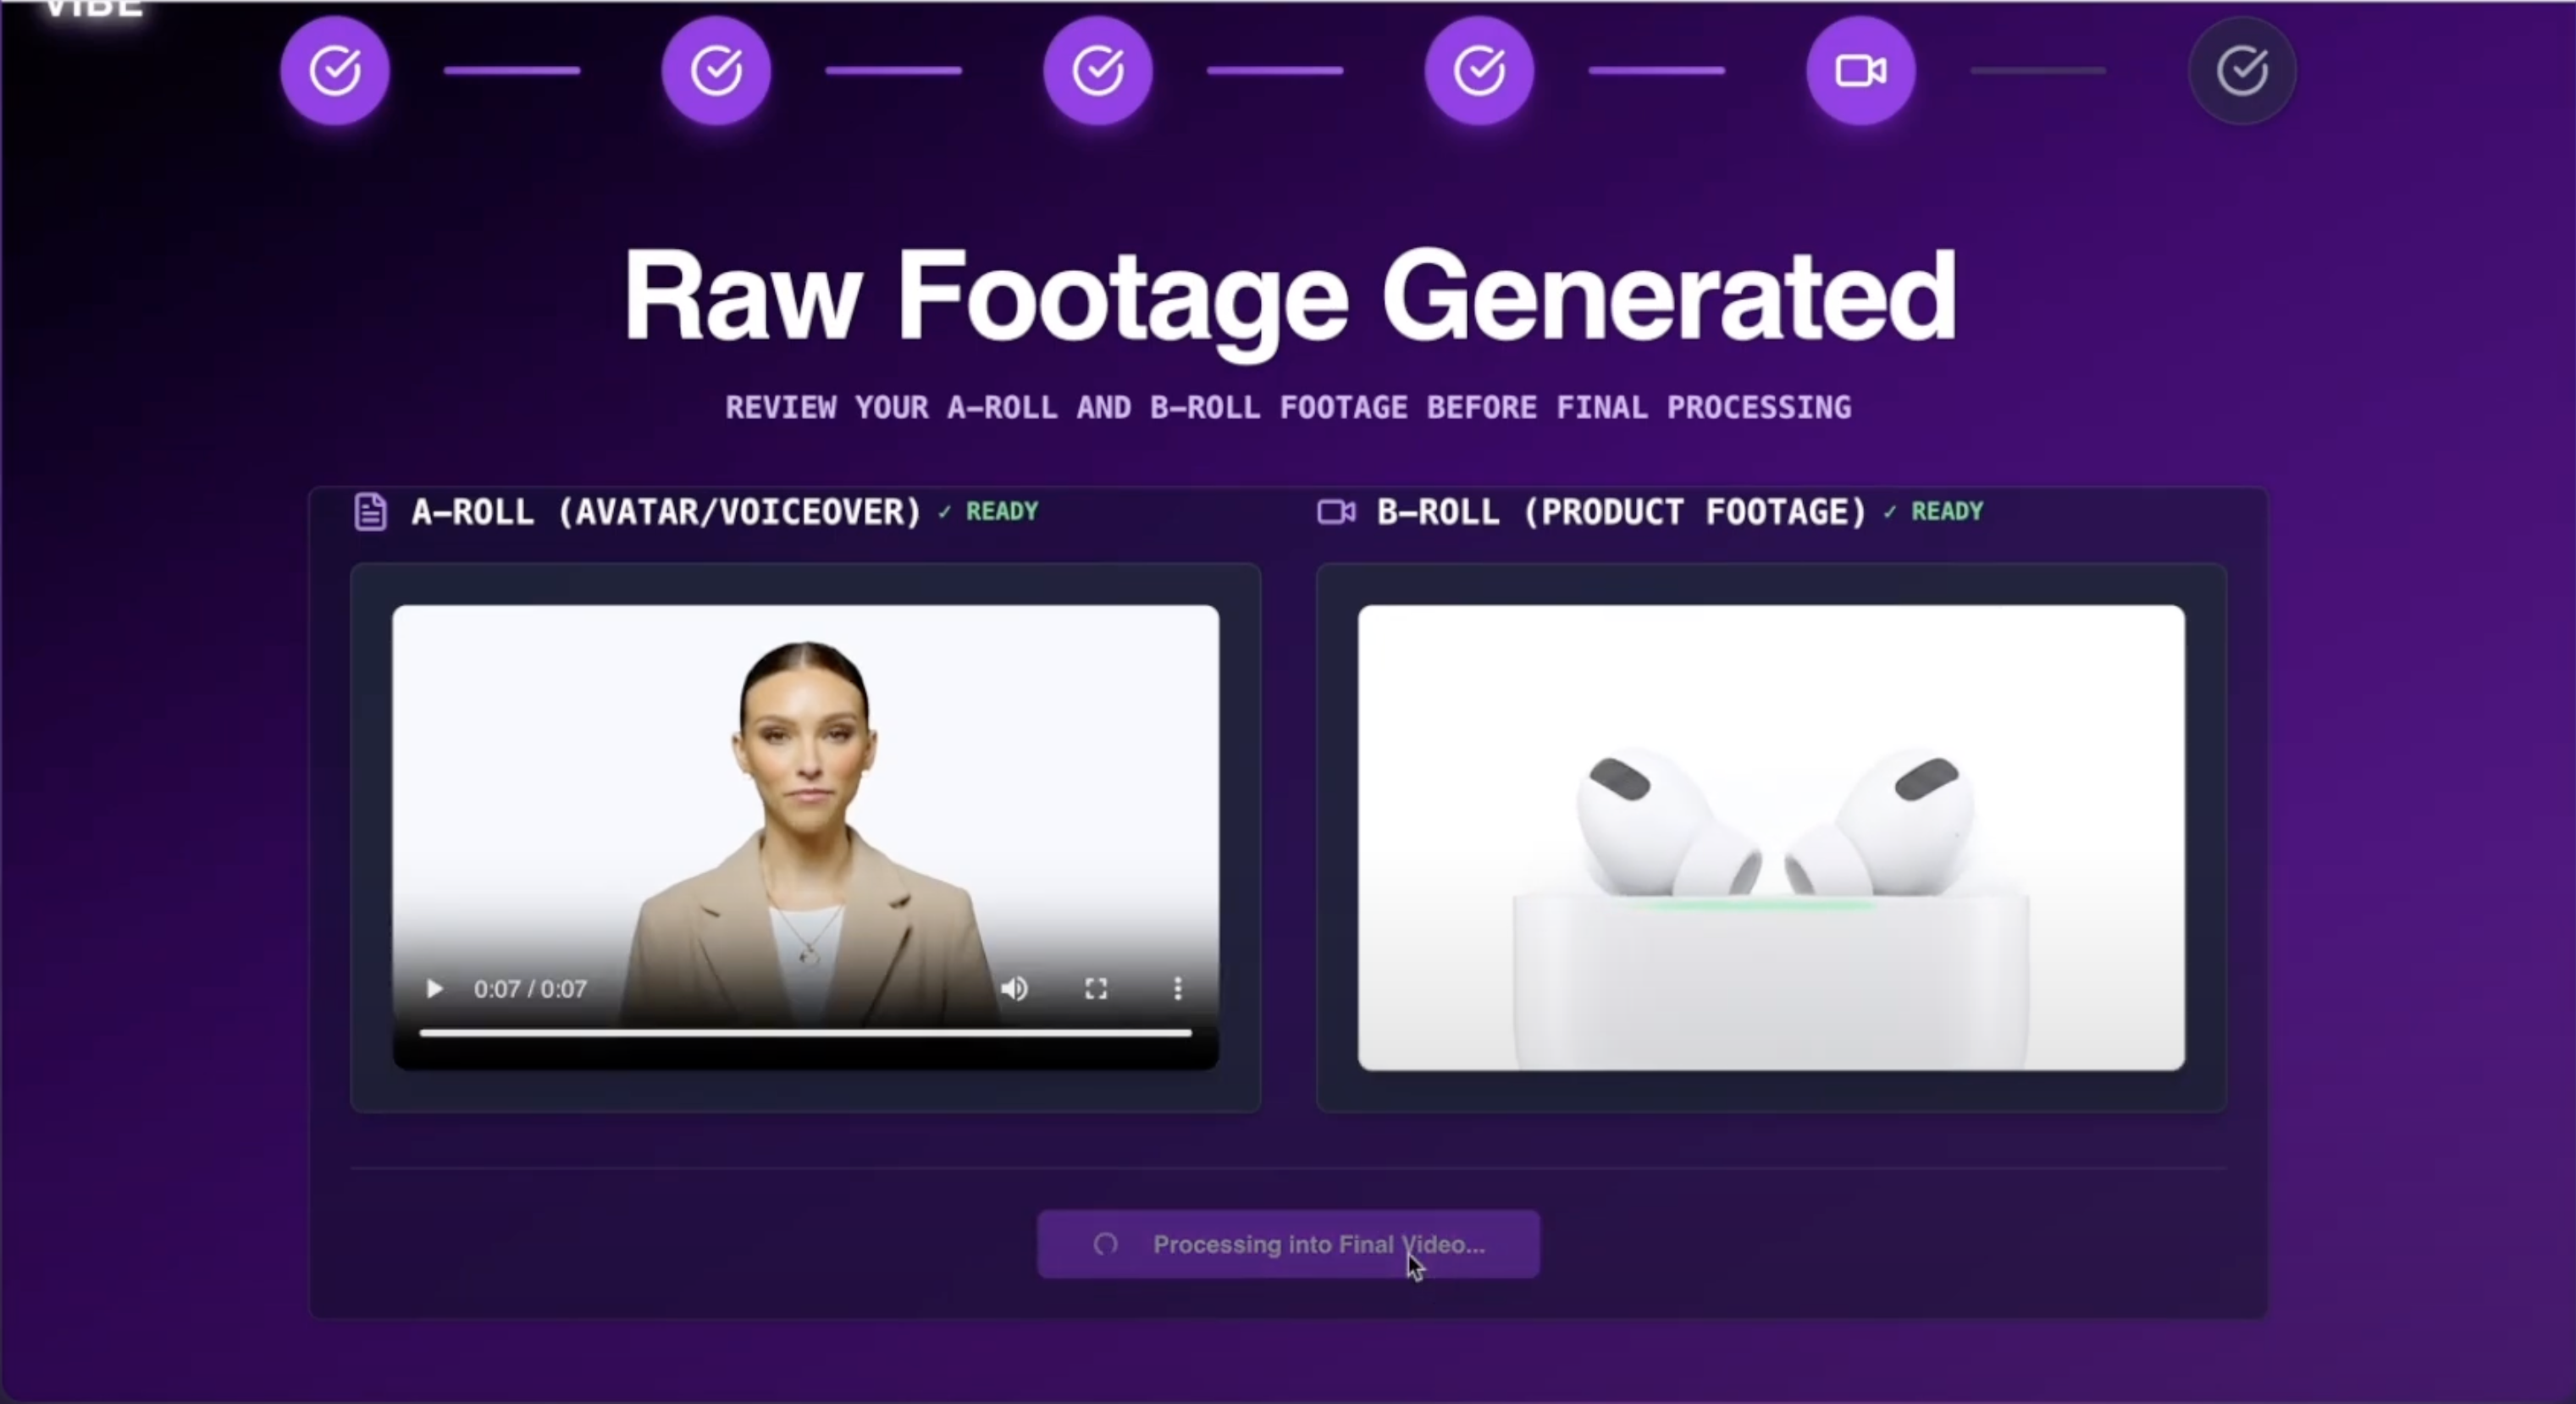 VIBE
Raw Footage Generated
REVIEW YOUR A-ROLL AND B-ROLL FOOTAGE BEFORE FINAL PROCESSING
A-ROLL (AVATAR/VOICEOVER) ✓ READY
B-ROLL (PRODUCT FOOTAGE) ✓ READY
0:07 / 0:07
Processing into Final Video...